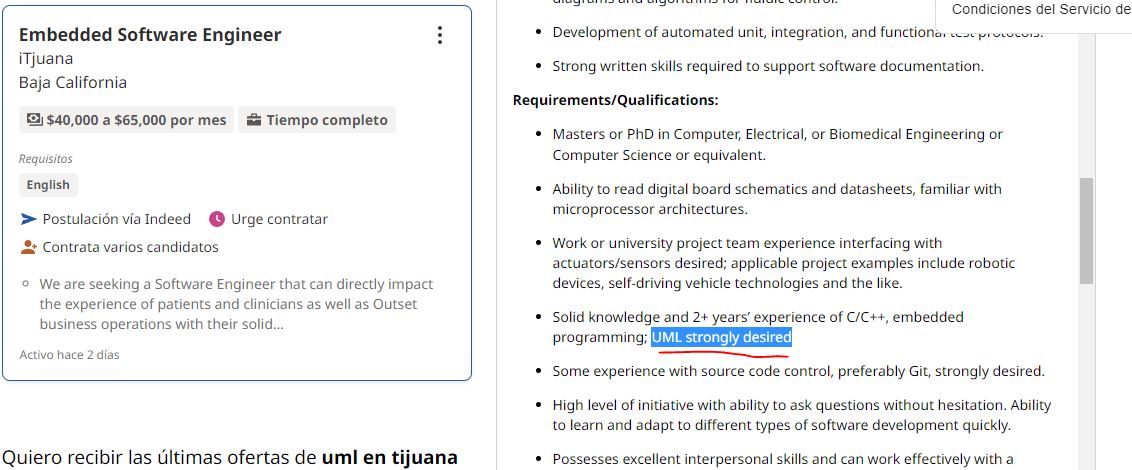 Embedded Software Engineer
iTjuana
Baja California
$40,000 a $65,000 por mes
Tiempo completo
Requisitos
English
Postulación vía Indeed
Urge contratar
Contrata varios candidatos
We are seeking a Software Engineer that can directly impact
the experience of patients and clinicians as well as Outset
business operations with their solid...
Activo hace 2 días
Quiero recibir las últimas ofertas de uml en tijuana
Condiciones del Servicio de
diagrams and algorithms for fluidic control.
Development of automated unit, integration, and functional test protocols.
Strong written skills required to support software documentation.
Requirements/Qualifications:
Masters or PhD in Computer, Electrical, or Biomedical Engineering or
Computer Science or equivalent.
Ability to read digital board schematics and datasheets, familiar with
microprocessor architectures.
Work or university project team experience interfacing with
actuators/sensors desired; applicable project examples include robotic
devices, self-driving vehicle technologies and the like.
Solid knowledge and 2+ years’ experience of C/C++, embedded
programming; UML strongly desired
Some experience with source code control, preferably Git, strongly desired.
High level of initiative with ability to ask questions without hesitation. Ability
to learn and adapt to different types of software development quickly.
Possesses excellent interpersonal skills and can work effectively with a